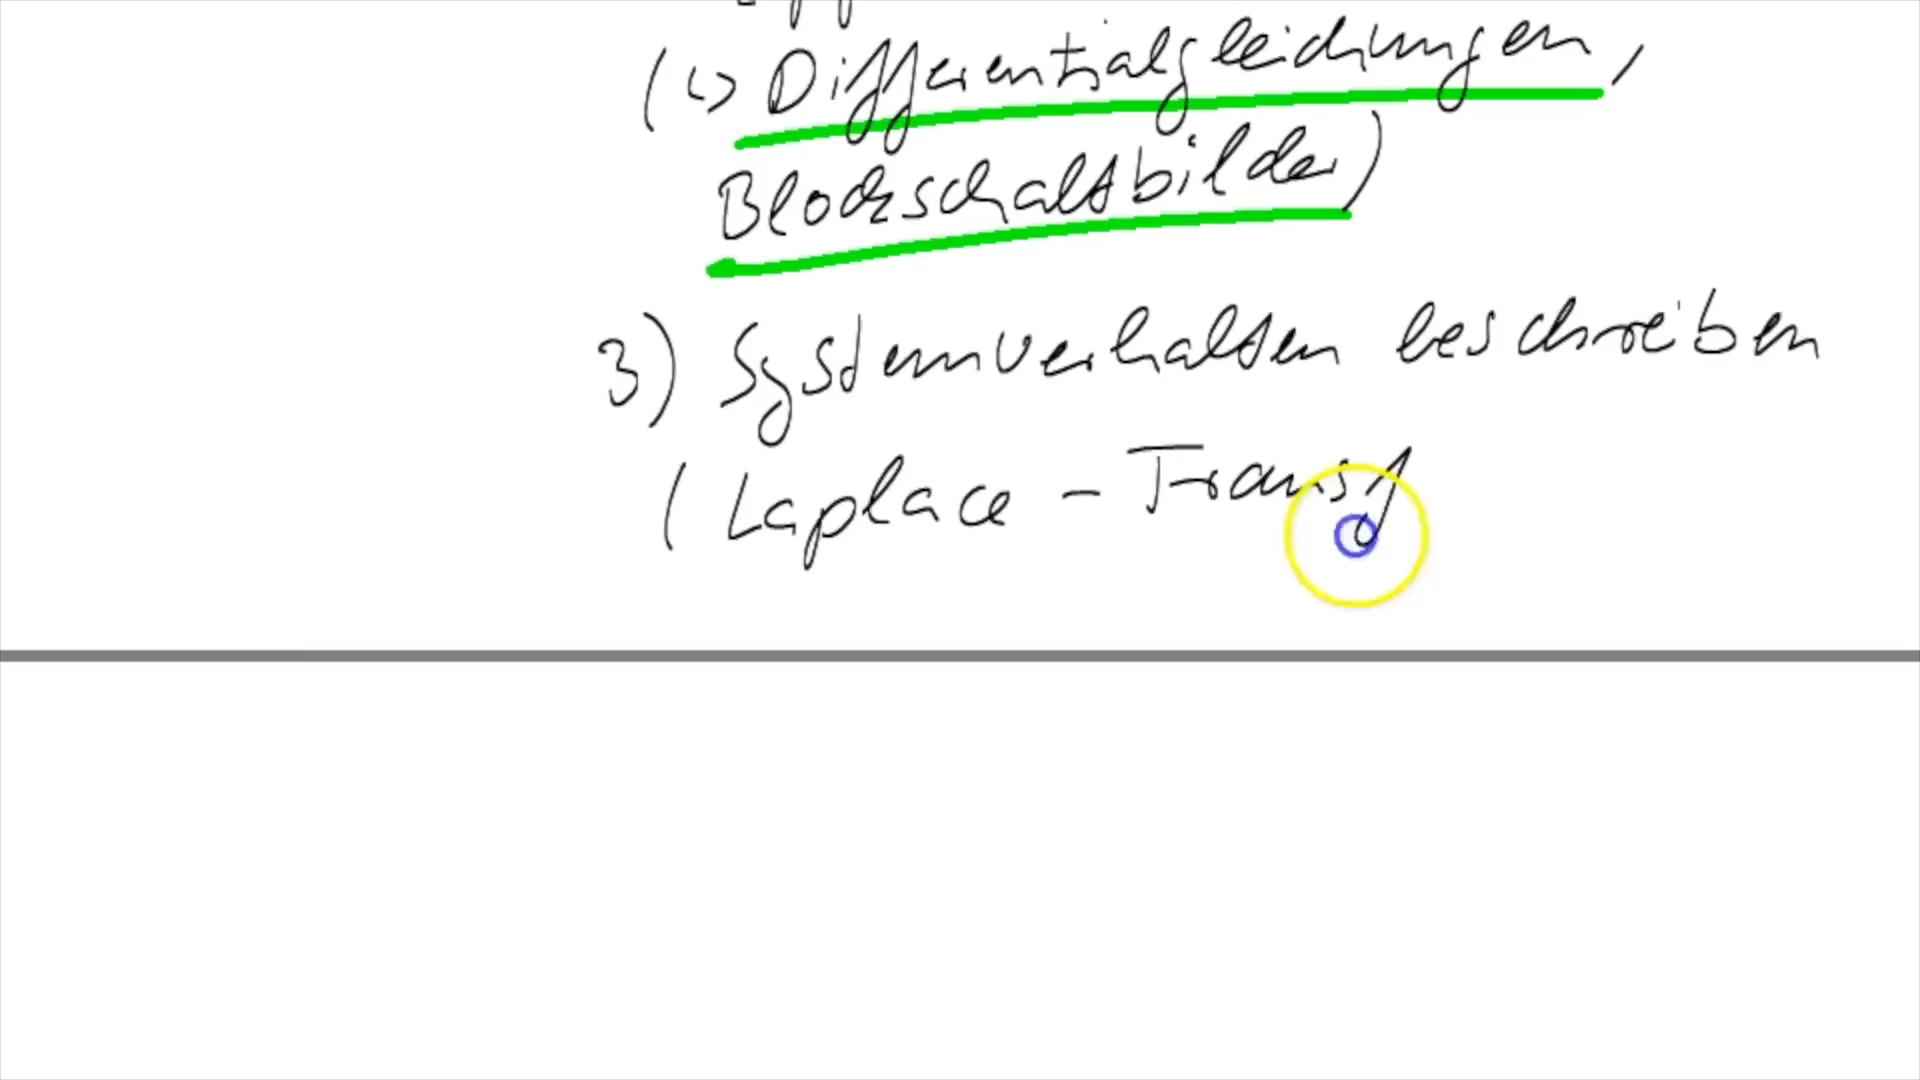 (↳ Differentialgleichungen,
Blockschaltbilder)
3) Systemverhalten beschreiben
(Laplace - Transf